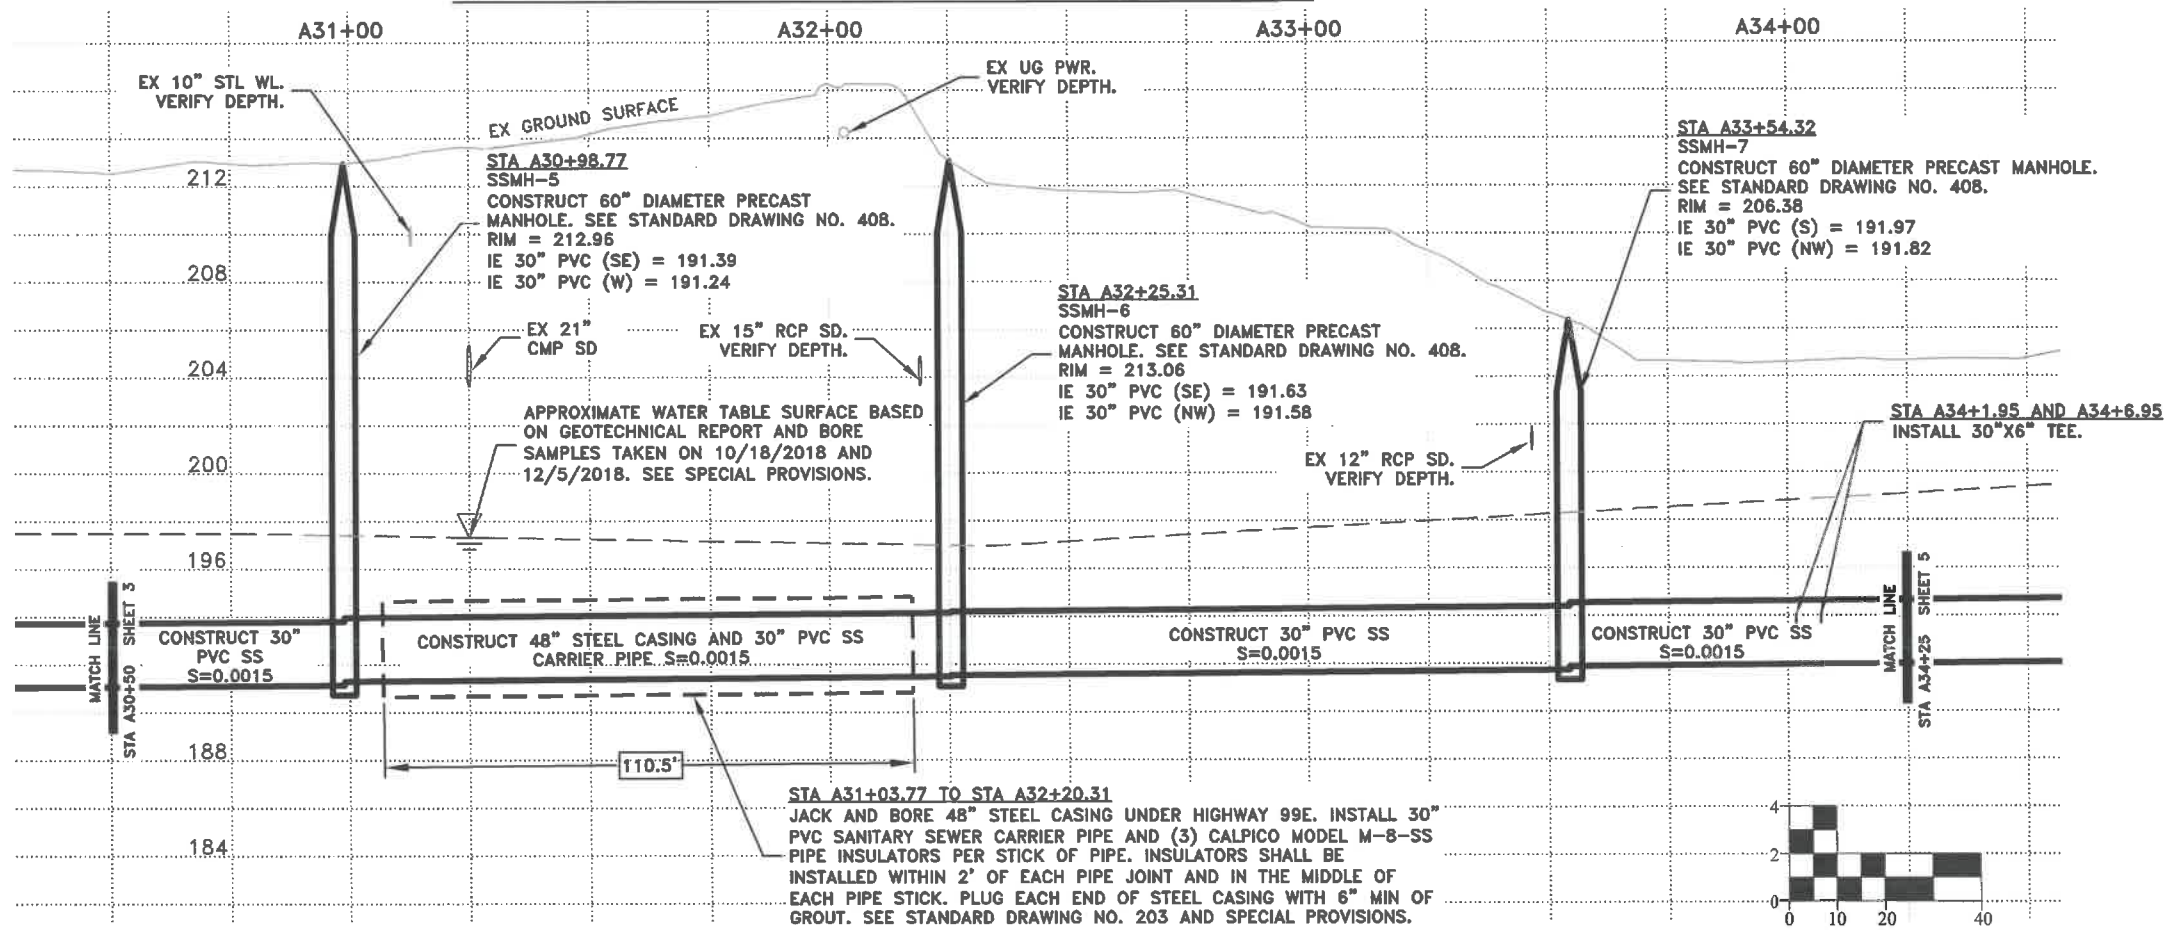 A31+00
A32+00
A33+00
A34+00
EX 10" STL WL.
VERIFY DEPTH.
EX GROUND SURFACE
EX UG PWR.
VERIFY DEPTH.
212
208
204
200
196
188
184
STA A30+98.77
SSMH-5
CONSTRUCT 60" DIAMETER PRECAST
MANHOLE. SEE STANDARD DRAWING NO. 408.
RIM = 212.96
IE 30" PVC (SE) = 191.39
IE 30" PVC (W) = 191.24
STA A33+54.32
SSMH-7
CONSTRUCT 60" DIAMETER PRECAST MANHOLE.
SEE STANDARD DRAWING NO. 408.
RIM = 206.38
IE 30" PVC (S) = 191.97
IE 30" PVC (NW) = 191.82
EX 21"
CMP SD
EX 15" RCP SD.
VERIFY DEPTH.
STA A32+25.31
SSMH-6
CONSTRUCT 60" DIAMETER PRECAST
MANHOLE. SEE STANDARD DRAWING NO. 408.
RIM = 213.06
IE 30" PVC (SE) = 191.63
IE 30" PVC (NW) = 191.58
APPROXIMATE WATER TABLE SURFACE BASED
ON GEOTECHNICAL REPORT AND BORE
SAMPLES TAKEN ON 10/18/2018 AND
12/5/2018. SEE SPECIAL PROVISIONS.
EX 12" RCP SD.
VERIFY DEPTH.
STA A34+1.95 AND A34+6.95
INSTALL 30"X6" TEE.
MATCH LINE
STA A30+50 SHEET 3
CONSTRUCT 30"
PVC SS
S=0.0015
CONSTRUCT 48" STEEL CASING AND 30" PVC SS
CARRIER PIPE S=0.0015
CONSTRUCT 30" PVC SS
S=0.0015
CONSTRUCT 30" PVC SS
S=0.0015
MATCH LINE
STA A34+25 SHEET 5
110.5'
STA A31+03.77 TO STA A32+20.31
JACK AND BORE 48" STEEL CASING UNDER HIGHWAY 99E. INSTALL 30"
PVC SANITARY SEWER CARRIER PIPE AND (3) CALPICO MODEL M-8-SS
PIPE INSULATORS PER STICK OF PIPE. INSULATORS SHALL BE
INSTALLED WITHIN 2' OF EACH PIPE JOINT AND IN THE MIDDLE OF
EACH PIPE STICK. PLUG EACH END OF STEEL CASING WITH 6" MIN OF
GROUT. SEE STANDARD DRAWING NO. 203 AND SPECIAL PROVISIONS.
4
2
0
0 10 20 40